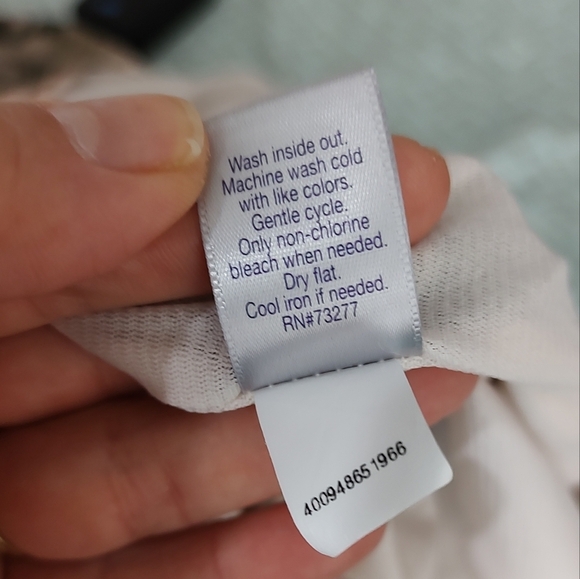 Wash inside out.
Machine wash cold
with like colors.
Gentle cycle.
Only non-chlorine
bleach when needed.
Dry flat.
Cool iron if needed.
RN#73277
400948651966